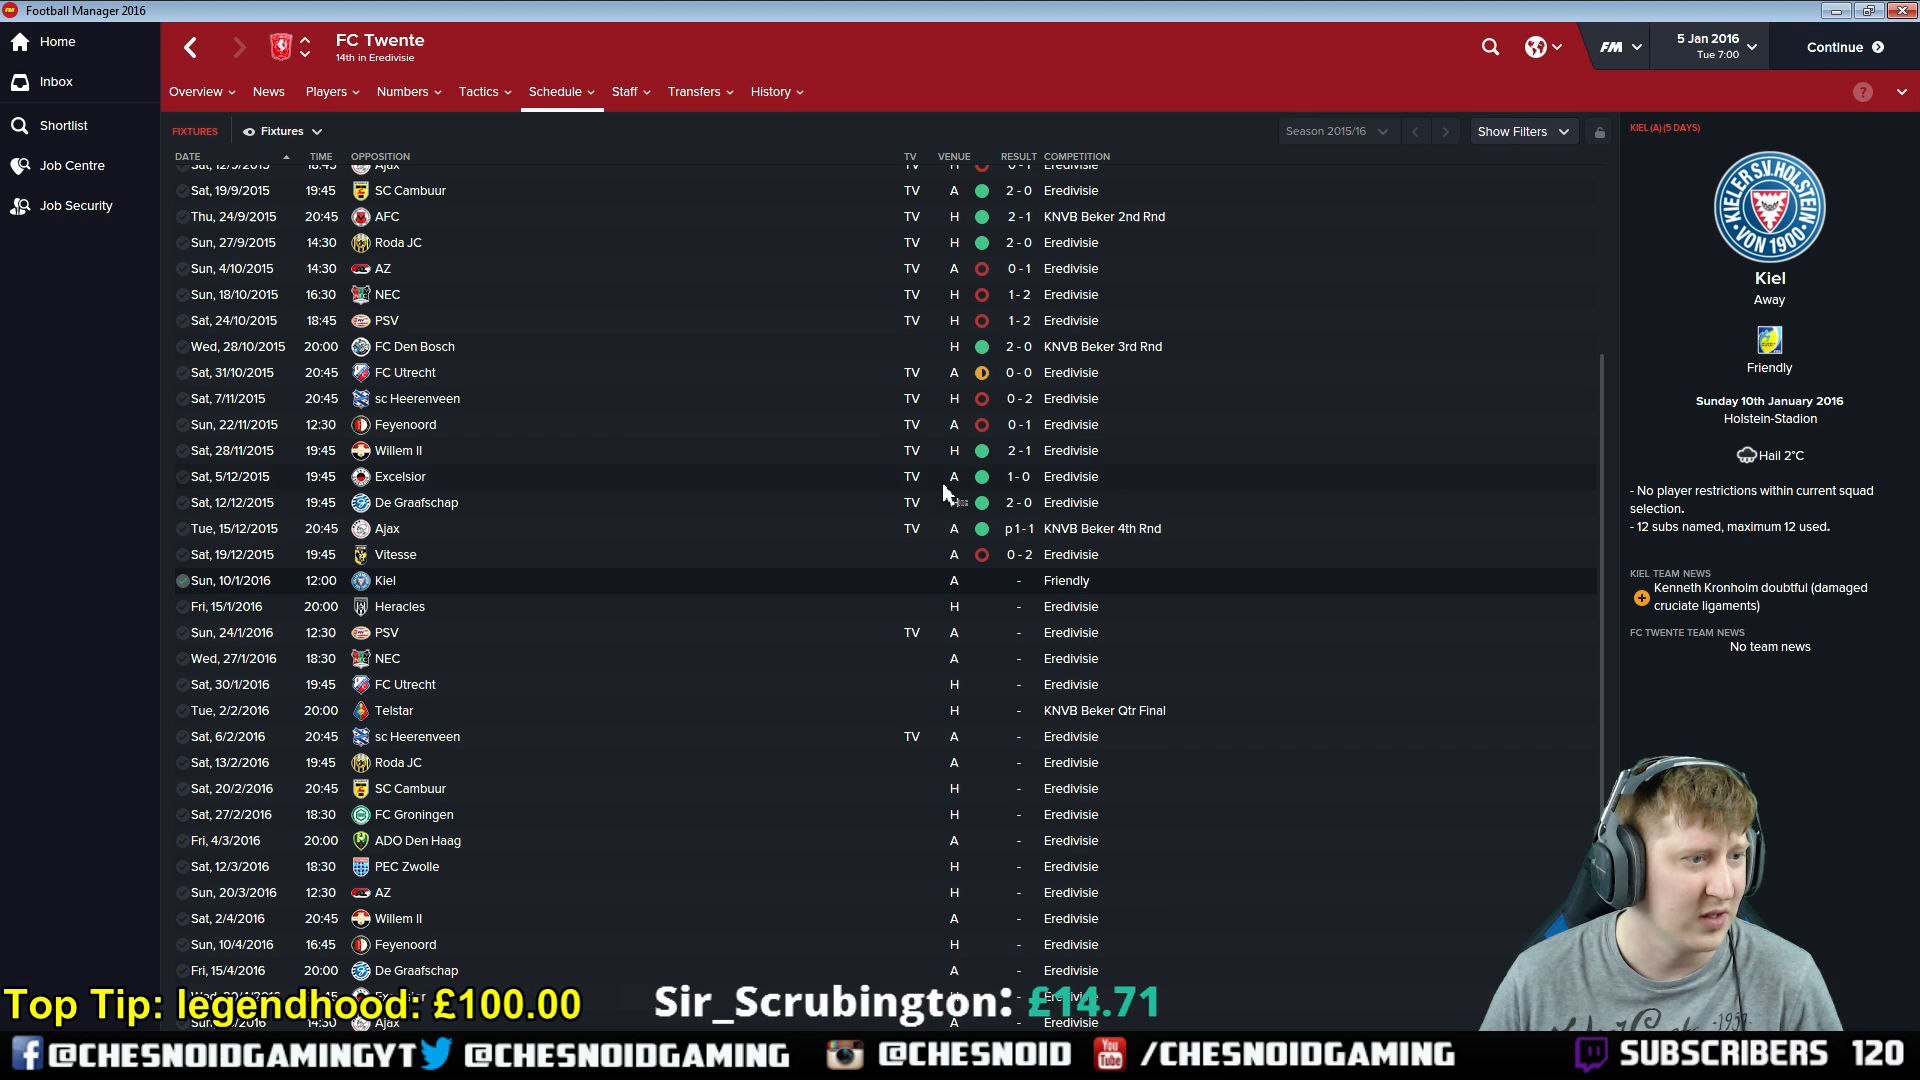 Football Manager 2016
Home
Inbox
Shortlist
Job Centre
Job Security
FC Twente
14th in Eredivisie
FM
5 Jan 2016
Tue 7:00
Continue
Overview
News
Players
Numbers
Tactics
Schedule
Staff
Transfers
History
?
FIXTURES
Fixtures
Season 2015/16
Show Filters
DATE TIME OPPOSITION TV VENUE RESULT COMPETITION
Sat, 12/9/2015 18:45 Ajax TV H 0 - 1 Eredivisie
Sat, 19/9/2015 19:45 SC Cambuur TV A 2 - 0 Eredivisie
Thu, 24/9/2015 20:45 AFC TV H 2 - 1 KNVB Beker 2nd Rnd
Sun, 27/9/2015 14:30 Roda JC TV H 2 - 0 Eredivisie
Sun, 4/10/2015 14:30 AZ TV A 0 - 1 Eredivisie
Sun, 18/10/2015 16:30 NEC TV H 1 - 2 Eredivisie
Sat, 24/10/2015 18:45 PSV TV H 1 - 2 Eredivisie
Wed, 28/10/2015 20:00 FC Den Bosch H 2 - 0 KNVB Beker 3rd Rnd
Sat, 31/10/2015 20:45 FC Utrecht TV A 0 - 0 Eredivisie
Sat, 7/11/2015 20:45 sc Heerenveen TV H 0 - 2 Eredivisie
Sun, 22/11/2015 12:30 Feyenoord TV A 0 - 1 Eredivisie
Sat, 28/11/2015 19:45 Willem II TV H 2 - 1 Eredivisie
Sat, 5/12/2015 19:45 Excelsior TV A 1 - 0 Eredivisie
Sat, 12/12/2015 19:45 De Graafschap TV 2 - 0 Eredivisie
Tue, 15/12/2015 20:45 Ajax TV A p 1 - 1 KNVB Beker 4th Rnd
Sat, 19/12/2015 19:45 Vitesse A 0 - 2 Eredivisie
Sun, 10/1/2016 12:00 Kiel A - Friendly
Fri, 15/1/2016 20:00 Heracles H - Eredivisie
Sun, 24/1/2016 12:30 PSV TV A - Eredivisie
Wed, 27/1/2016 18:30 NEC A - Eredivisie
Sat, 30/1/2016 19:45 FC Utrecht H - Eredivisie
Tue, 2/2/2016 20:00 Telstar H - KNVB Beker Qtr Final
Sat, 6/2/2016 20:45 sc Heerenveen TV A - Eredivisie
Sat, 13/2/2016 19:45 Roda JC A - Eredivisie
Sat, 20/2/2016 20:45 SC Cambuur H - Eredivisie
Sat, 27/2/2016 18:30 FC Groningen H - Eredivisie
Fri, 4/3/2016 20:00 ADO Den Haag A - Eredivisie
Sat, 12/3/2016 18:30 PEC Zwolle H - Eredivisie
Sun, 20/3/2016 12:30 AZ H - Eredivisie
Sat, 2/4/2016 20:45 Willem II A - Eredivisie
Sun, 10/4/2016 16:45 Feyenoord H - Eredivisie
Fri, 15/4/2016 20:00 De Graafschap A - Eredivisie
Ajax A - Eredivisie
KIEL (A) (5 DAYS)
KIELER S.V. HOLSTEIN
VON 1900
Kiel
Away
Friendly
Sunday 10th January 2016
Holstein-Stadion
Hail 2°C
- No player restrictions within current squad
selection.
- 12 subs named, maximum 12 used.
KIEL TEAM NEWS
Kenneth Kronholm doubtful (damaged
cruciate ligaments)
FC TWENTE TEAM NEWS
No team news
Top Tip: legendhood: £100.00
Sir_Scrubington: £14.71
@CHESNOIDGAMINGYT
@CHESNOIDGAMING
@CHESNOID
You Tube
/CHESNOIDGAMING
SUBSCRIBERS 120